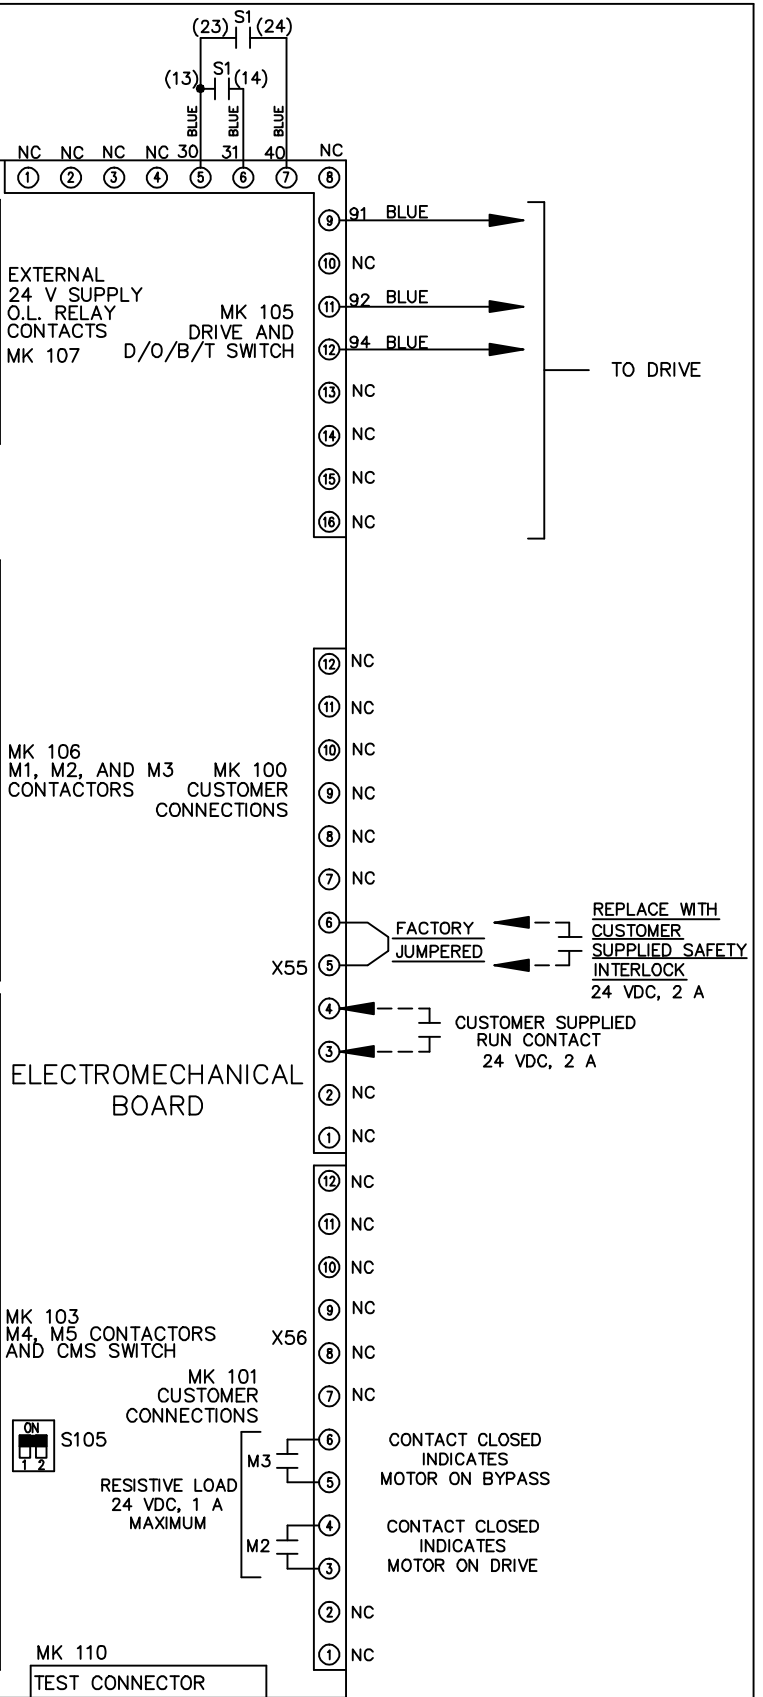 S1
(23) (24)
S1
(13) (14)
BLUE BLUE BLUE
NC NC NC NC 30 31 40 NC
1 2 3 4 5 6 7 8
9 91 BLUE
10 NC
EXTERNAL
24 V SUPPLY
O.L. RELAY
CONTACTS
MK 107
MK 105
DRIVE AND
D/O/B/T SWITCH
11 92 BLUE
12 94 BLUE
TO DRIVE
13 NC
14 NC
15 NC
16 NC
12 NC
11 NC
MK 106
M1, M2, AND M3
CONTACTORS
MK 100
CUSTOMER
CONNECTIONS
10 NC
9 NC
8 NC
7 NC
6
FACTORY
JUMPERED
REPLACE WITH
CUSTOMER
SUPPLIED SAFETY
INTERLOCK
24 VDC, 2 A
X55 5
4
CUSTOMER SUPPLIED
RUN CONTACT
24 VDC, 2 A
3
ELECTROMECHANICAL
BOARD
2 NC
1 NC
12 NC
11 NC
10 NC
9 NC
MK 103
M4, M5 CONTACTORS
AND CMS SWITCH
X56
8 NC
MK 101
CUSTOMER
CONNECTIONS
7 NC
ON
1 2
S105
6
M3
5
CONTACT CLOSED
INDICATES
MOTOR ON BYPASS
RESISTIVE LOAD
24 VDC, 1 A
MAXIMUM
4
M2
3
CONTACT CLOSED
INDICATES
MOTOR ON DRIVE
2 NC
1 NC
MK 110
TEST CONNECTOR